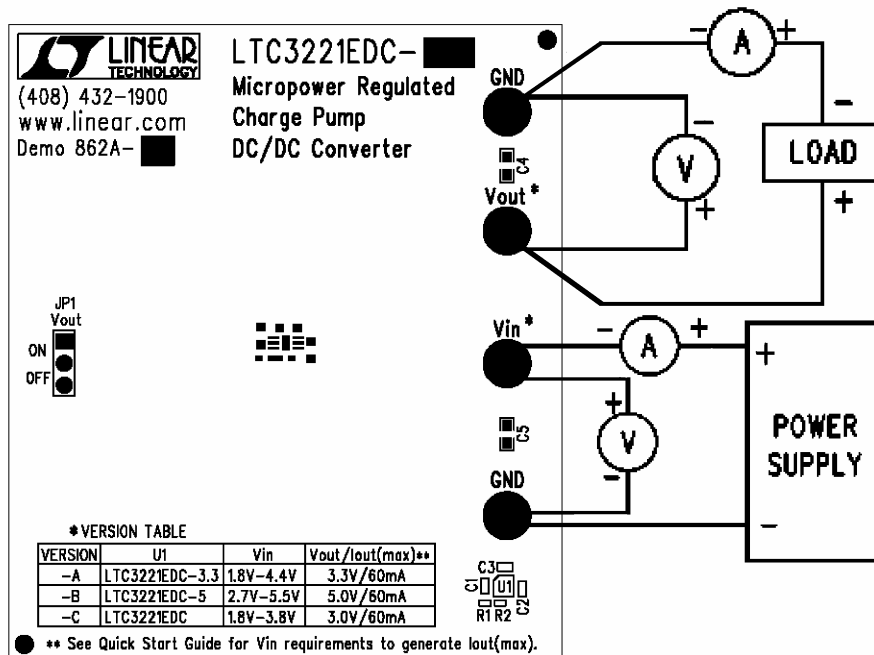 LINEAR
TECHNOLOGY
(408) 432-1900
www.linear.com
Demo 862A-
LTC3221EDC-
Micropower Regulated
Charge Pump
DC/DC Converter
GND
C4
Vout*
- A +
- V +
- LOAD +
JP1
Vout
ON
OFF
Vin*
- A +
+ V -
C5
GND
+ POWER
SUPPLY -
*VERSION TABLE
VERSION U1 Vin Vout/Iout(max)**
-A LTC3221EDC-3.3 1.8V-4.4V 3.3V/60mA
-B LTC3221EDC-5 2.7V-5.5V 5.0V/60mA
-C LTC3221EDC 1.8V-3.8V 3.0V/60mA
C3
C1 U1 C2
R1 R2
** See Quick Start Guide for Vin requirements to generate Iout(max).